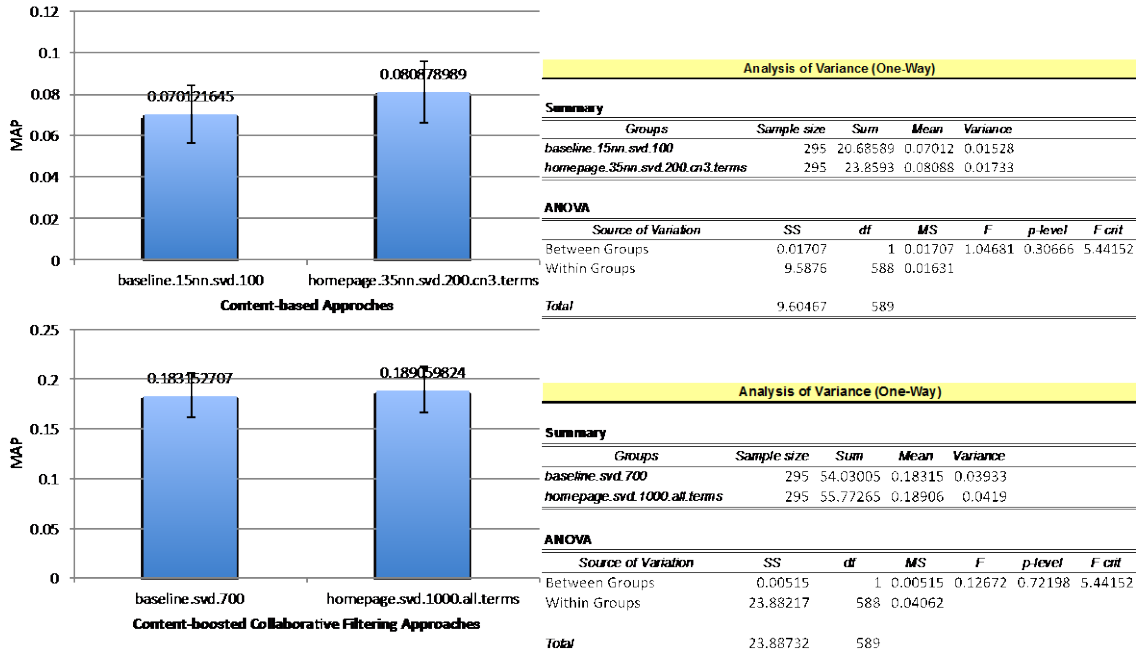 0.12
0.1
0.08
0.06
0.04
0.02
0
MAP
0.070121645
0.080878989
baseline.15nn.svd.100 homepage.35nn.svd.200.cn3.terms
Content-based Approches
Analysis of Variance (One-Way)
Summary
Groups Sample size Sum Mean Variance
baseline.15nn.svd.100 295 20.68589 0.07012 0.01528
homepage.35nn.svd.200.cn3.terms 295 23.8593 0.08088 0.01733
ANOVA
Source of Variation SS df MS F p-level F crit
Between Groups 0.01707 1 0.01707 1.04681 0.30666 5.44152
Within Groups 9.5876 588 0.01631
Total 9.60467 589
0.25
0.2
0.15
0.1
0.05
0
MAP
0.183152707
0.189059824
baseline.svd.700 homepage.svd.1000.all.terms
Content-boosted Collaborative Filtering Approaches
Analysis of Variance (One-Way)
Summary
Groups Sample size Sum Mean Variance
baseline.svd.700 295 54.03005 0.18315 0.03933
homepage.svd.1000.all.terms 295 55.77265 0.18906 0.0419
ANOVA
Source of Variation SS df MS F p-level F crit
Between Groups 0.00515 1 0.00515 0.12672 0.72198 5.44152
Within Groups 23.88217 588 0.04062
Total 23.88732 589